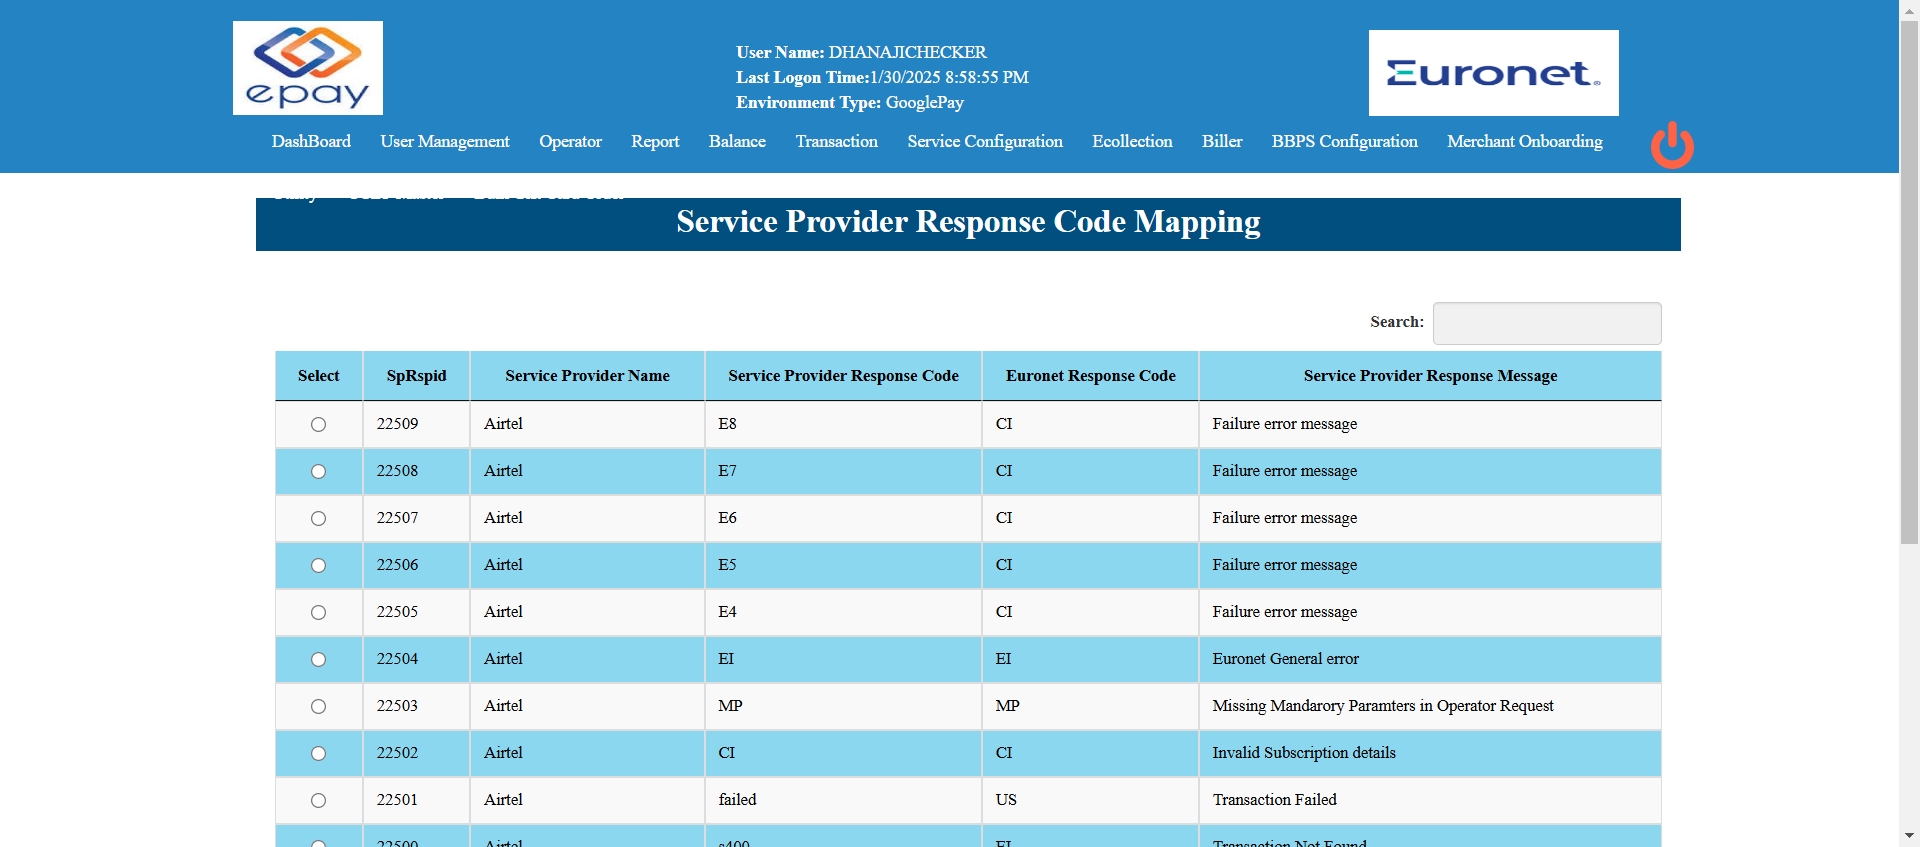 epay
User Name: DHANAJICHECKER
Last Logon Time:1/30/2025 8:58:55 PM
Environment Type: GooglePay
Euronet
DashBoard User Management Operator Report Balance Transaction Service Configuration Ecollection Biller BBPS Configuration Merchant Onboarding
Service Provider Response Code Mapping
Search:
Select SpRspid Service Provider Name Service Provider Response Code Euronet Response Code Service Provider Response Message
22509 Airtel E8 CI Failure error message
22508 Airtel E7 CI Failure error message
22507 Airtel E6 CI Failure error message
22506 Airtel E5 CI Failure error message
22505 Airtel E4 CI Failure error message
22504 Airtel EI EI Euronet General error
22503 Airtel MP MP Missing Mandarory Paramters in Operator Request
22502 Airtel CI CI Invalid Subscription details
22501 Airtel failed US Transaction Failed
22500 Airtel s400 EI Transaction Not Found